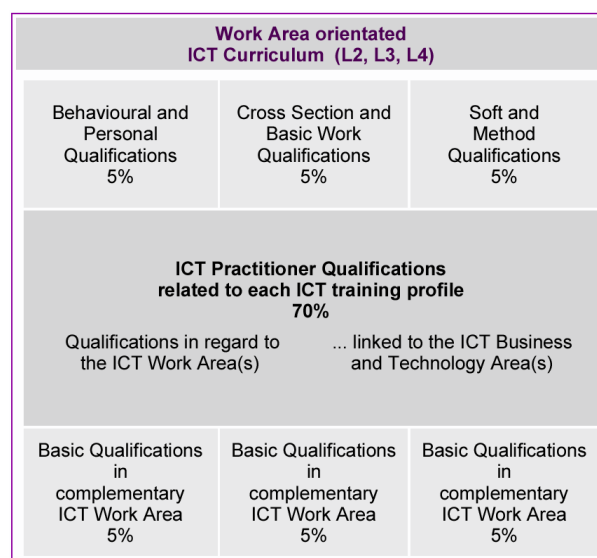 Work Area orientated
ICT Curriculum (L2, L3, L4)
Behavioural and
Personal
Qualifications
5%
Cross Section and
Basic Work
Qualifications
5%
Soft and
Method
Qualifications
5%
ICT Practitioner Qualifications
related to each ICT training profile
70%
Qualifications in regard to
the ICT Work Area(s)
... linked to the ICT Business
and Technology Area(s)
Basic Qualifications
in
complementary
ICT Work Area
5%
Basic Qualifications
in
complementary
ICT Work Area
5%
Basic Qualifications
in
complementary
ICT Work Area
5%